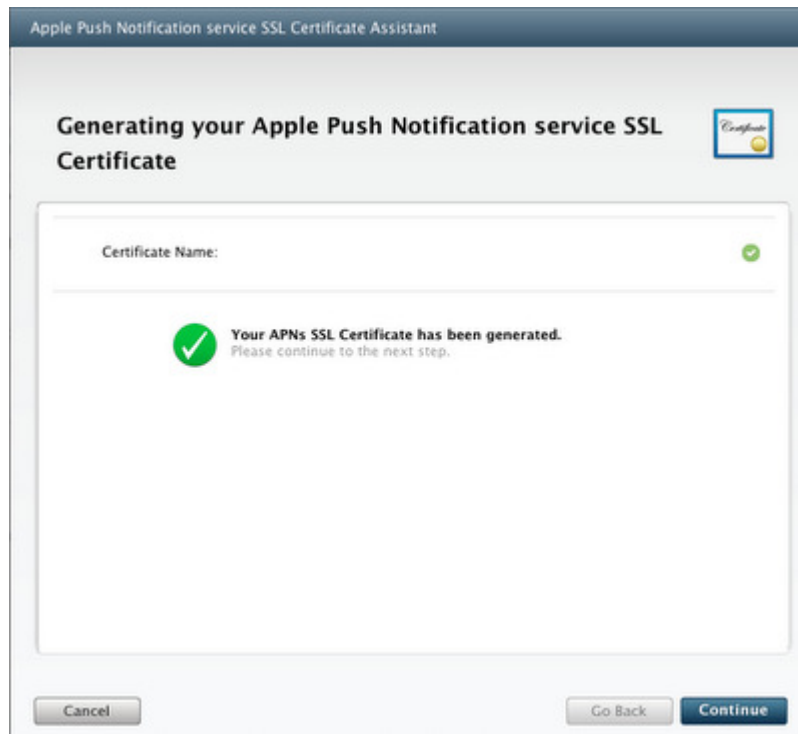 Apple Push Notification service SSL Certificate Assistant
Generating your Apple Push Notification service SSL
Certificate
Certificate
Certificate Name:
Your APNs SSL Certificate has been generated.
Please continue to the next step.
Cancel
Go Back
Continue